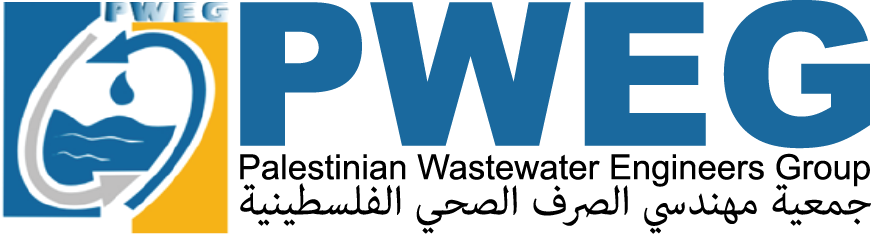 PWEG
PWEG
Palestinian Wastewater Engineers Group
جمعية مهندسي الصرف الصحي الفلسطينية